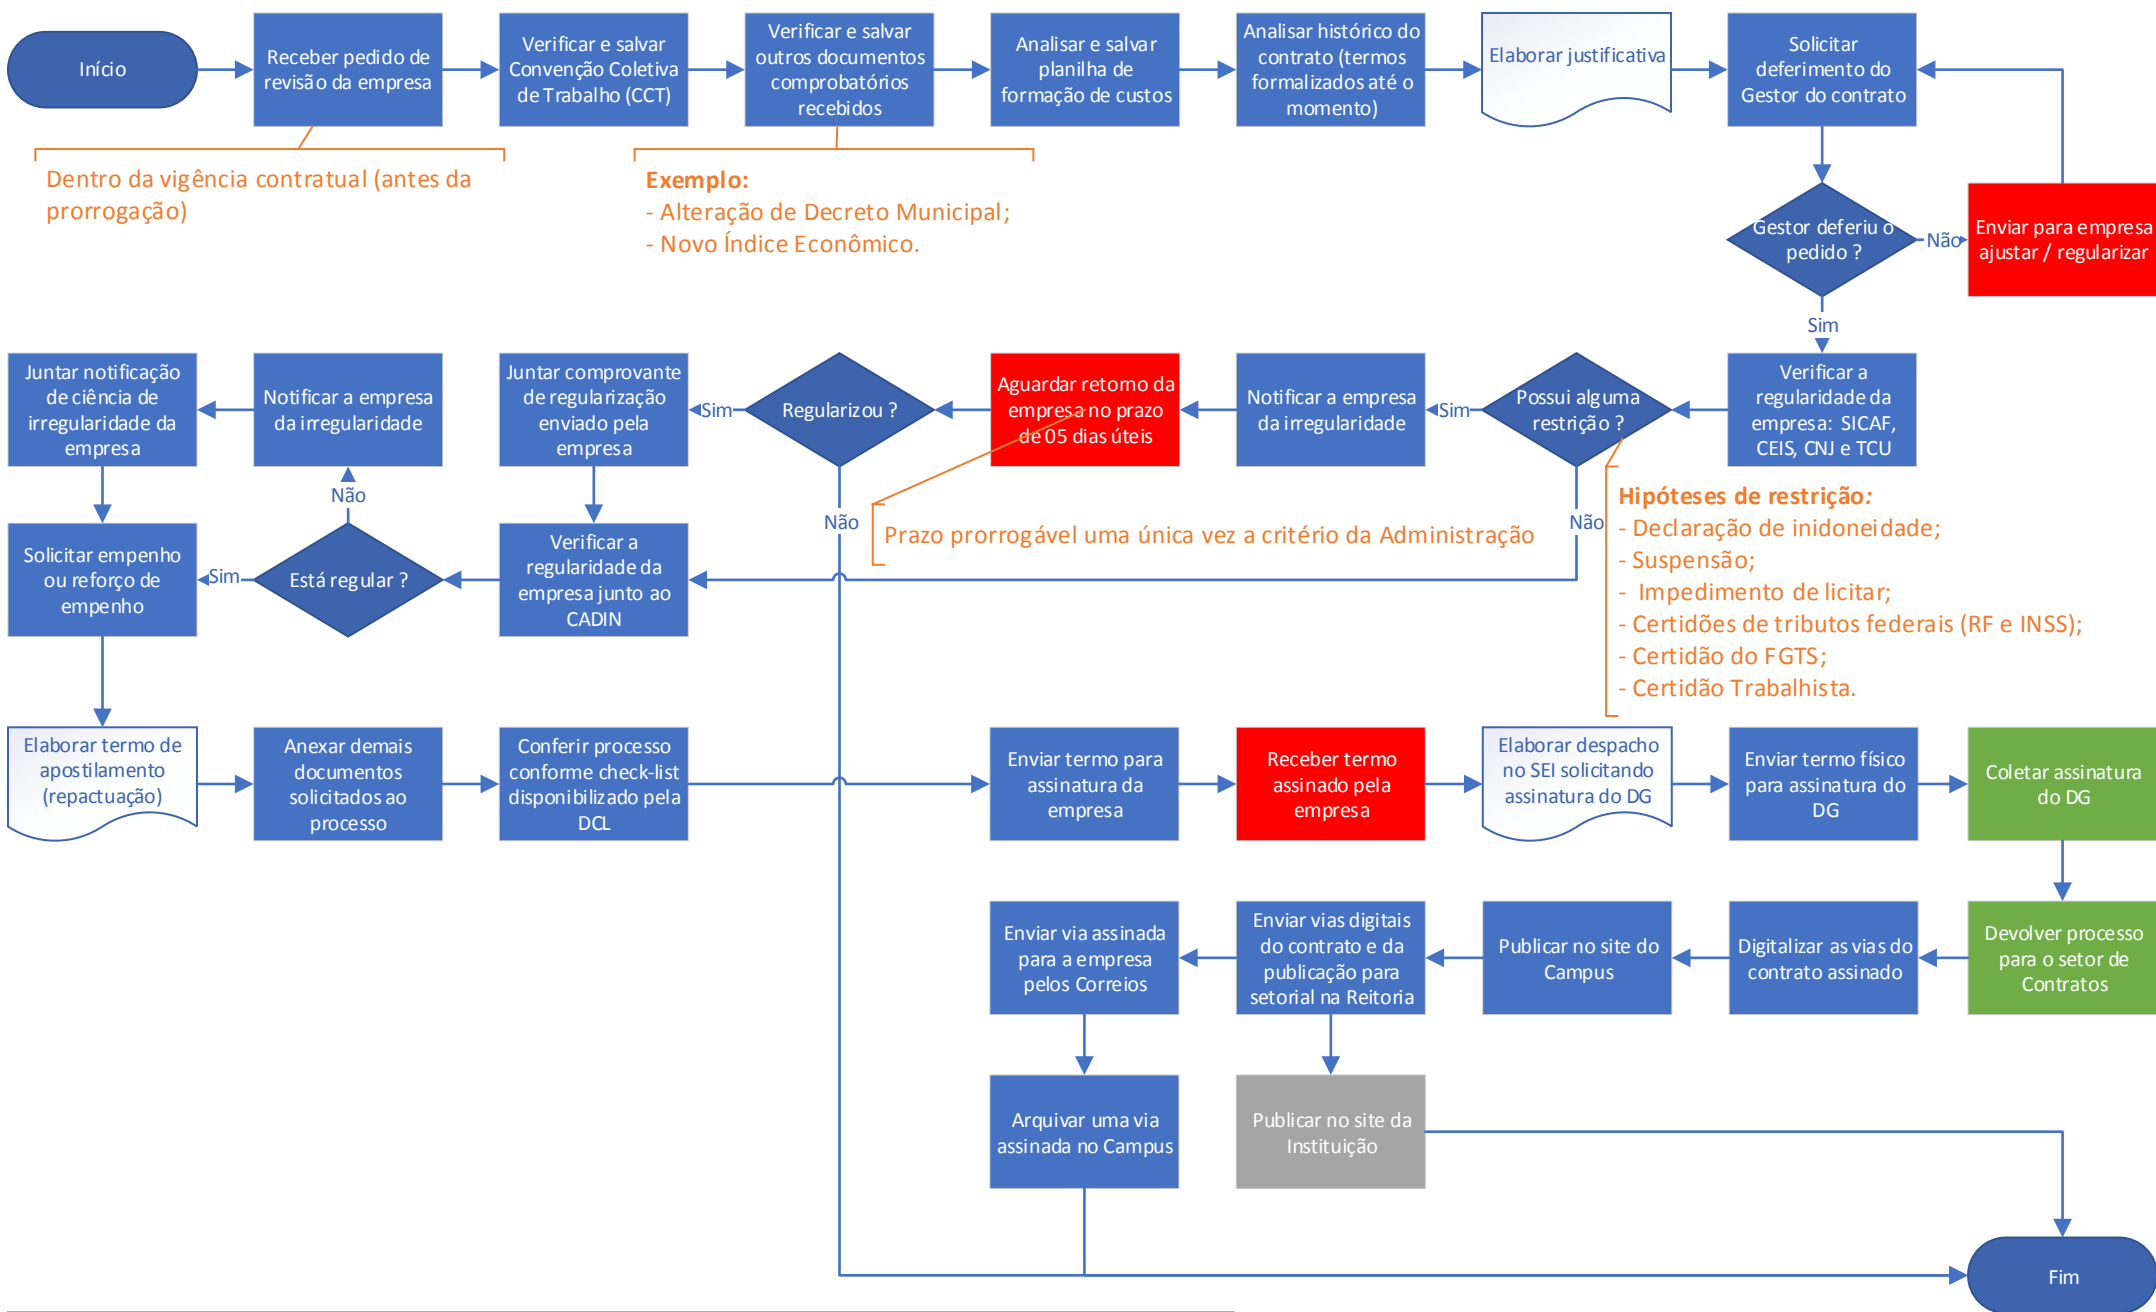 Início
Receber pedido de
revisão da empresa
Verificar e salvar
Convenção Coletiva
de Trabalho (CCT)
Verificar e salvar
outros documentos
comprobatórios
recebidos
Analisar e salvar
planilha de
formação de custos
Analisar histórico do
contrato (termos
formalizados até o
momento)
Elaborar justificativa
Solicitar
deferimento do
Gestor do contrato
Dentro da vigência contratual (antes da
prorrogação)
Exemplo:
- Alteração de Decreto Municipal;
- Novo Índice Econômico.
Gestor deferiu o
pedido ?
Não
Enviar para empresa
ajustar / regularizar
Sim
Verificar a
regularidade da
empresa: SICAF,
CEIS, CNJ e TCU
Possui alguma
restrição ?
Sim
Notificar a empresa
da irregularidade
Aguardar retorno da
empresa no prazo
de 05 dias úteis
Regularizou ?
Sim
Juntar comprovante
de regularização
enviado pela
empresa
Notificar a empresa
da irregularidade
Juntar notificação
de ciência de
irregularidade da
empresa
Não
Não
Prazo prorrogável uma única vez a critério da Administração
Não
Hipóteses de restrição:
- Declaração de inidoneidade;
- Suspensão;
- Impedimento de licitar;
- Certidões de tributos federais (RF e INSS);
- Certidão do FGTS;
- Certidão Trabalhista.
Verificar a
regularidade da
empresa junto ao
CADIN
Está regular ?
Sim
Solicitar empenho
ou reforço de
empenho
Elaborar termo de
apostilamento
(repactuação)
Anexar demais
documentos
solicitados ao
processo
Conferir processo
conforme check-list
disponibilizado pela
DCL
Enviar termo para
assinatura da
empresa
Receber termo
assinado pela
empresa
Elaborar despacho
no SEI solicitando
assinatura do DG
Enviar termo físico
para assinatura do
DG
Coletar assinatura
do DG
Devolver processo
para o setor de
Contratos
Digitalizar as vias do
contrato assinado
Publicar no site do
Campus
Enviar vias digitais
do contrato e da
publicação para
setorial na Reitoria
Enviar via assinada
para a empresa
pelos Correios
Arquivar uma via
assinada no Campus
Publicar no site da
Instituição
Fim